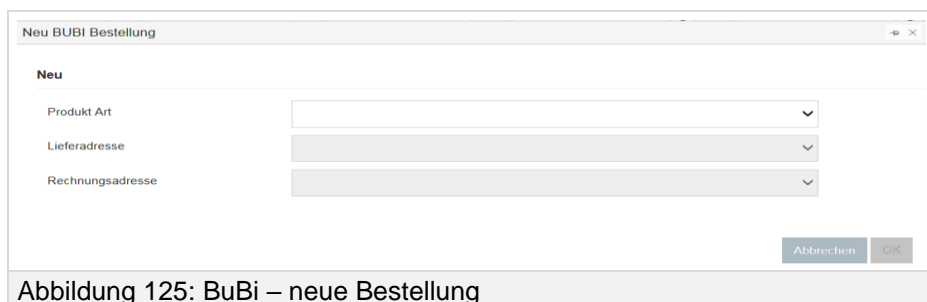 Neu BUBI Bestellung
Neu
Produkt Art
Lieferadresse
Rechnungsadresse
Abbrechen OK
Abbildung 125: BuBi – neue Bestellung